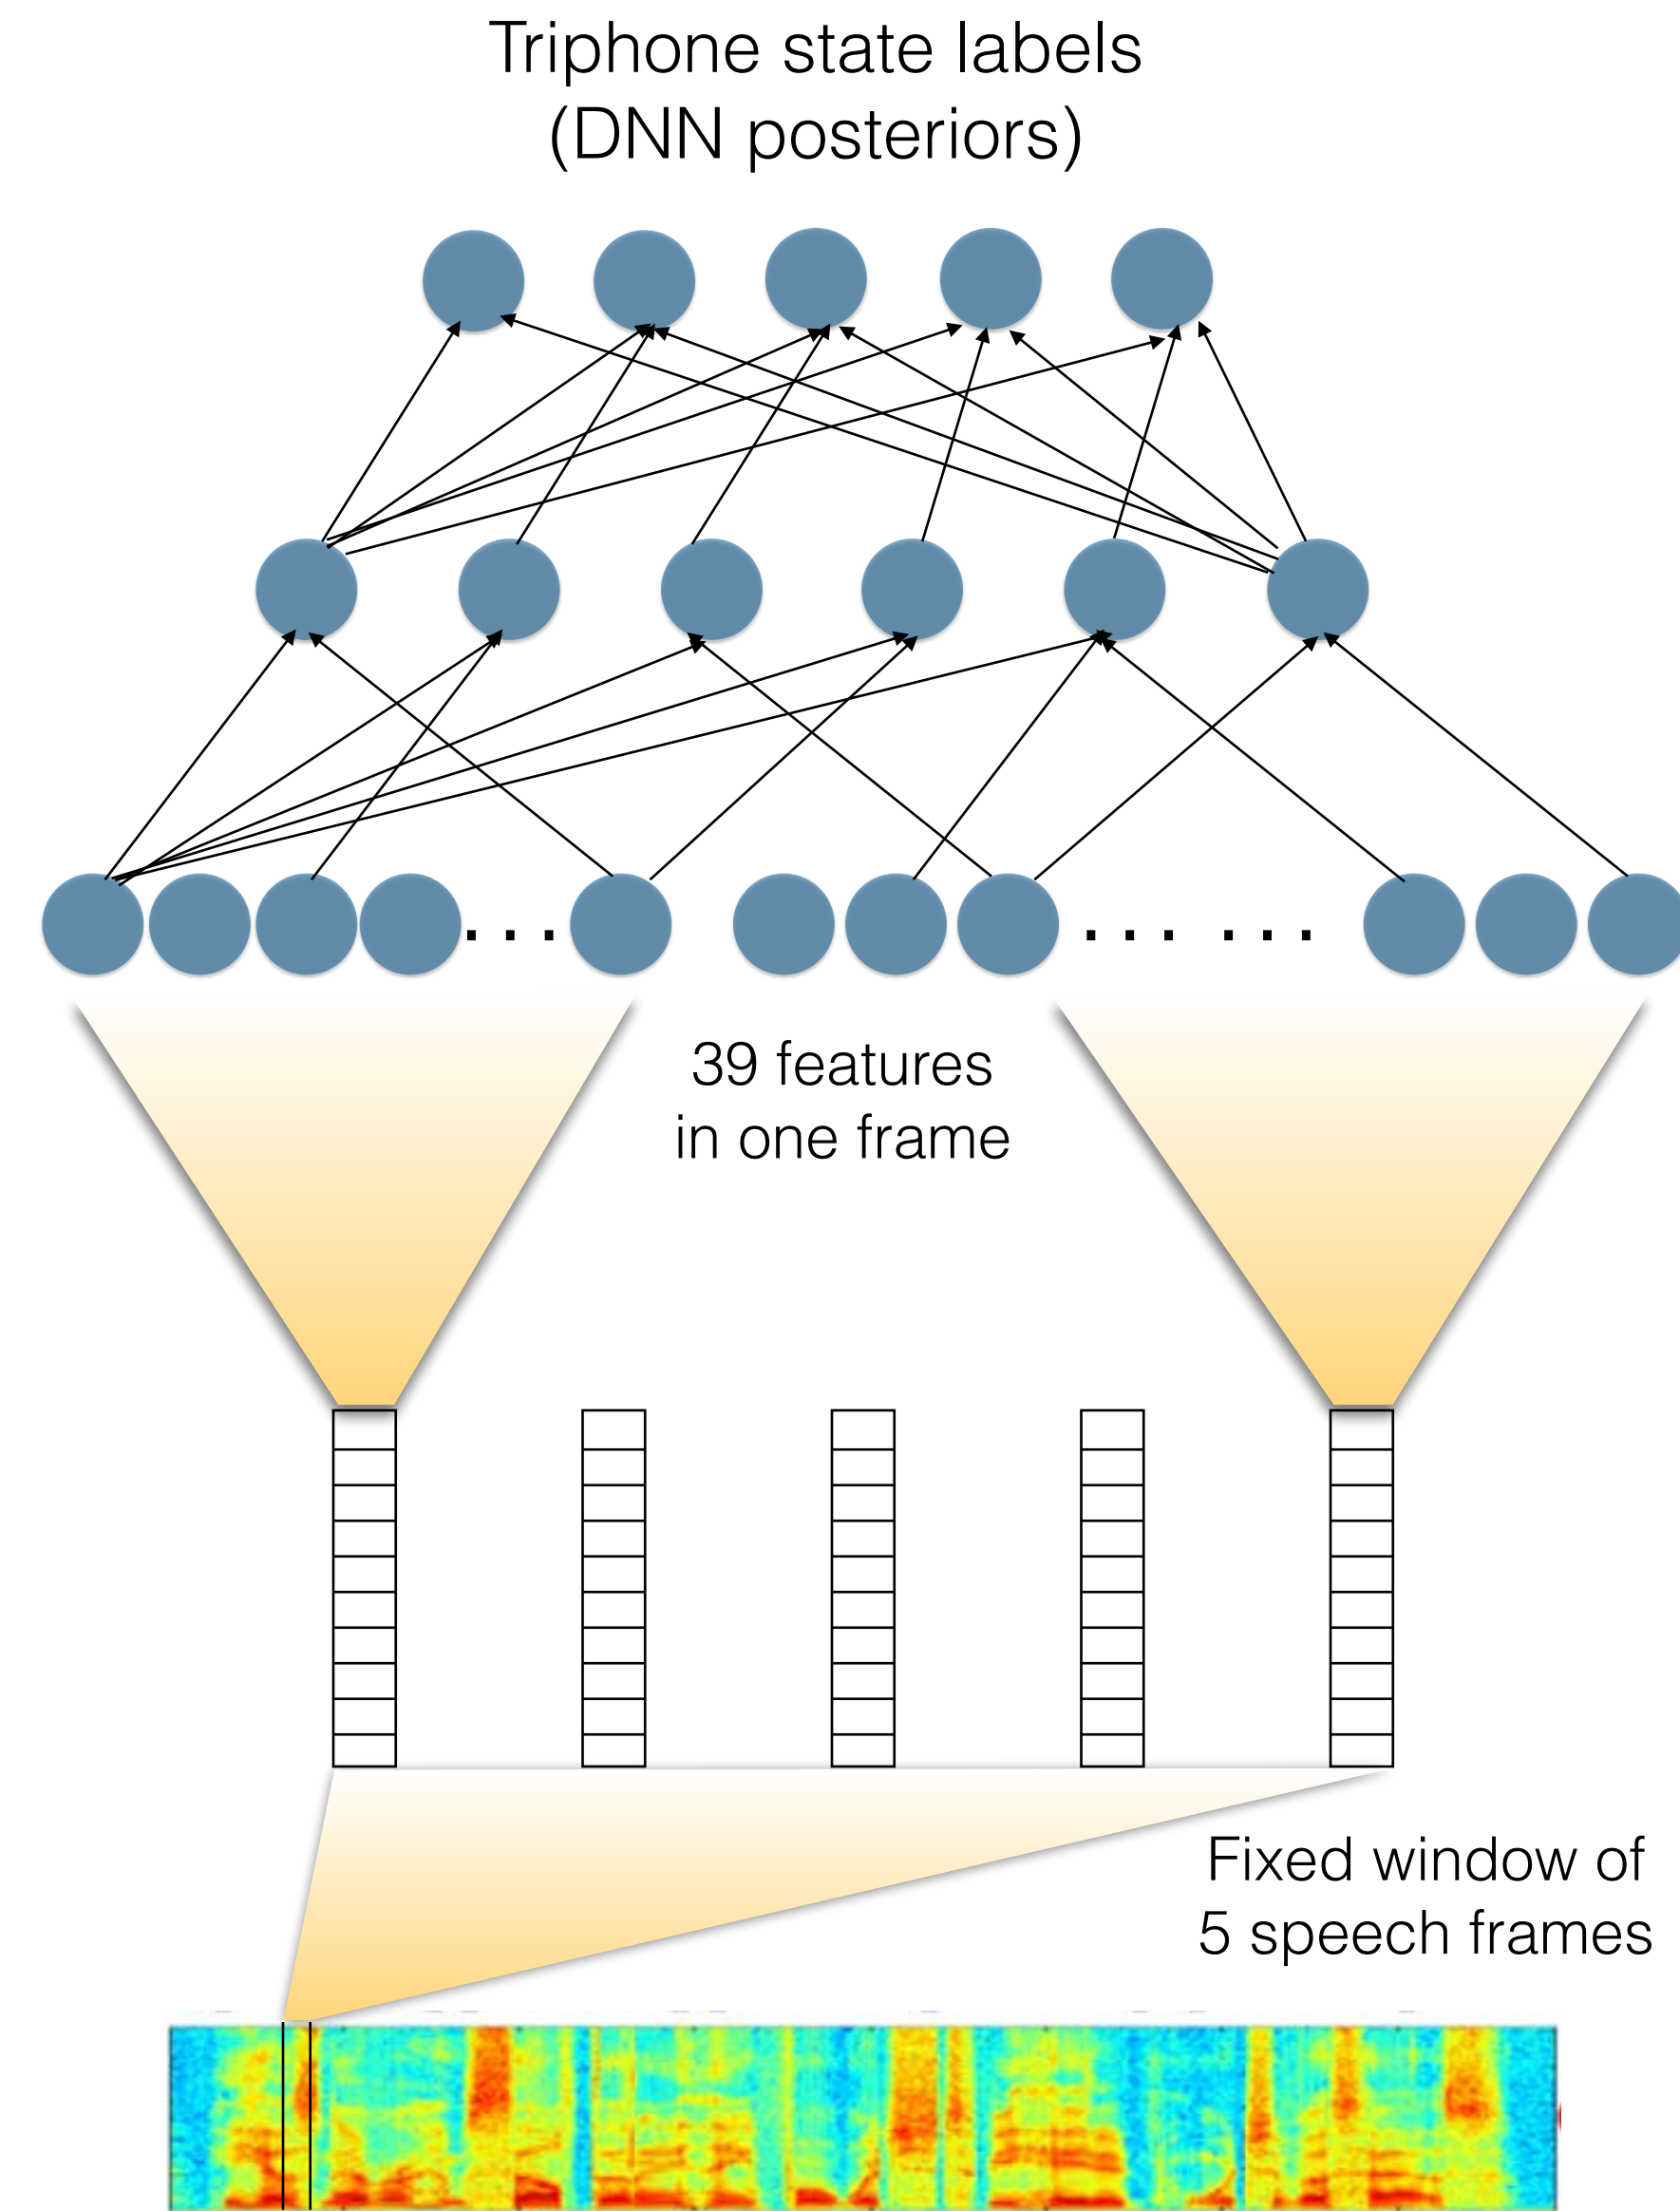 Triphone state labels
(DNN posteriors)
39 features
in one frame
Fixed window of
5 speech frames